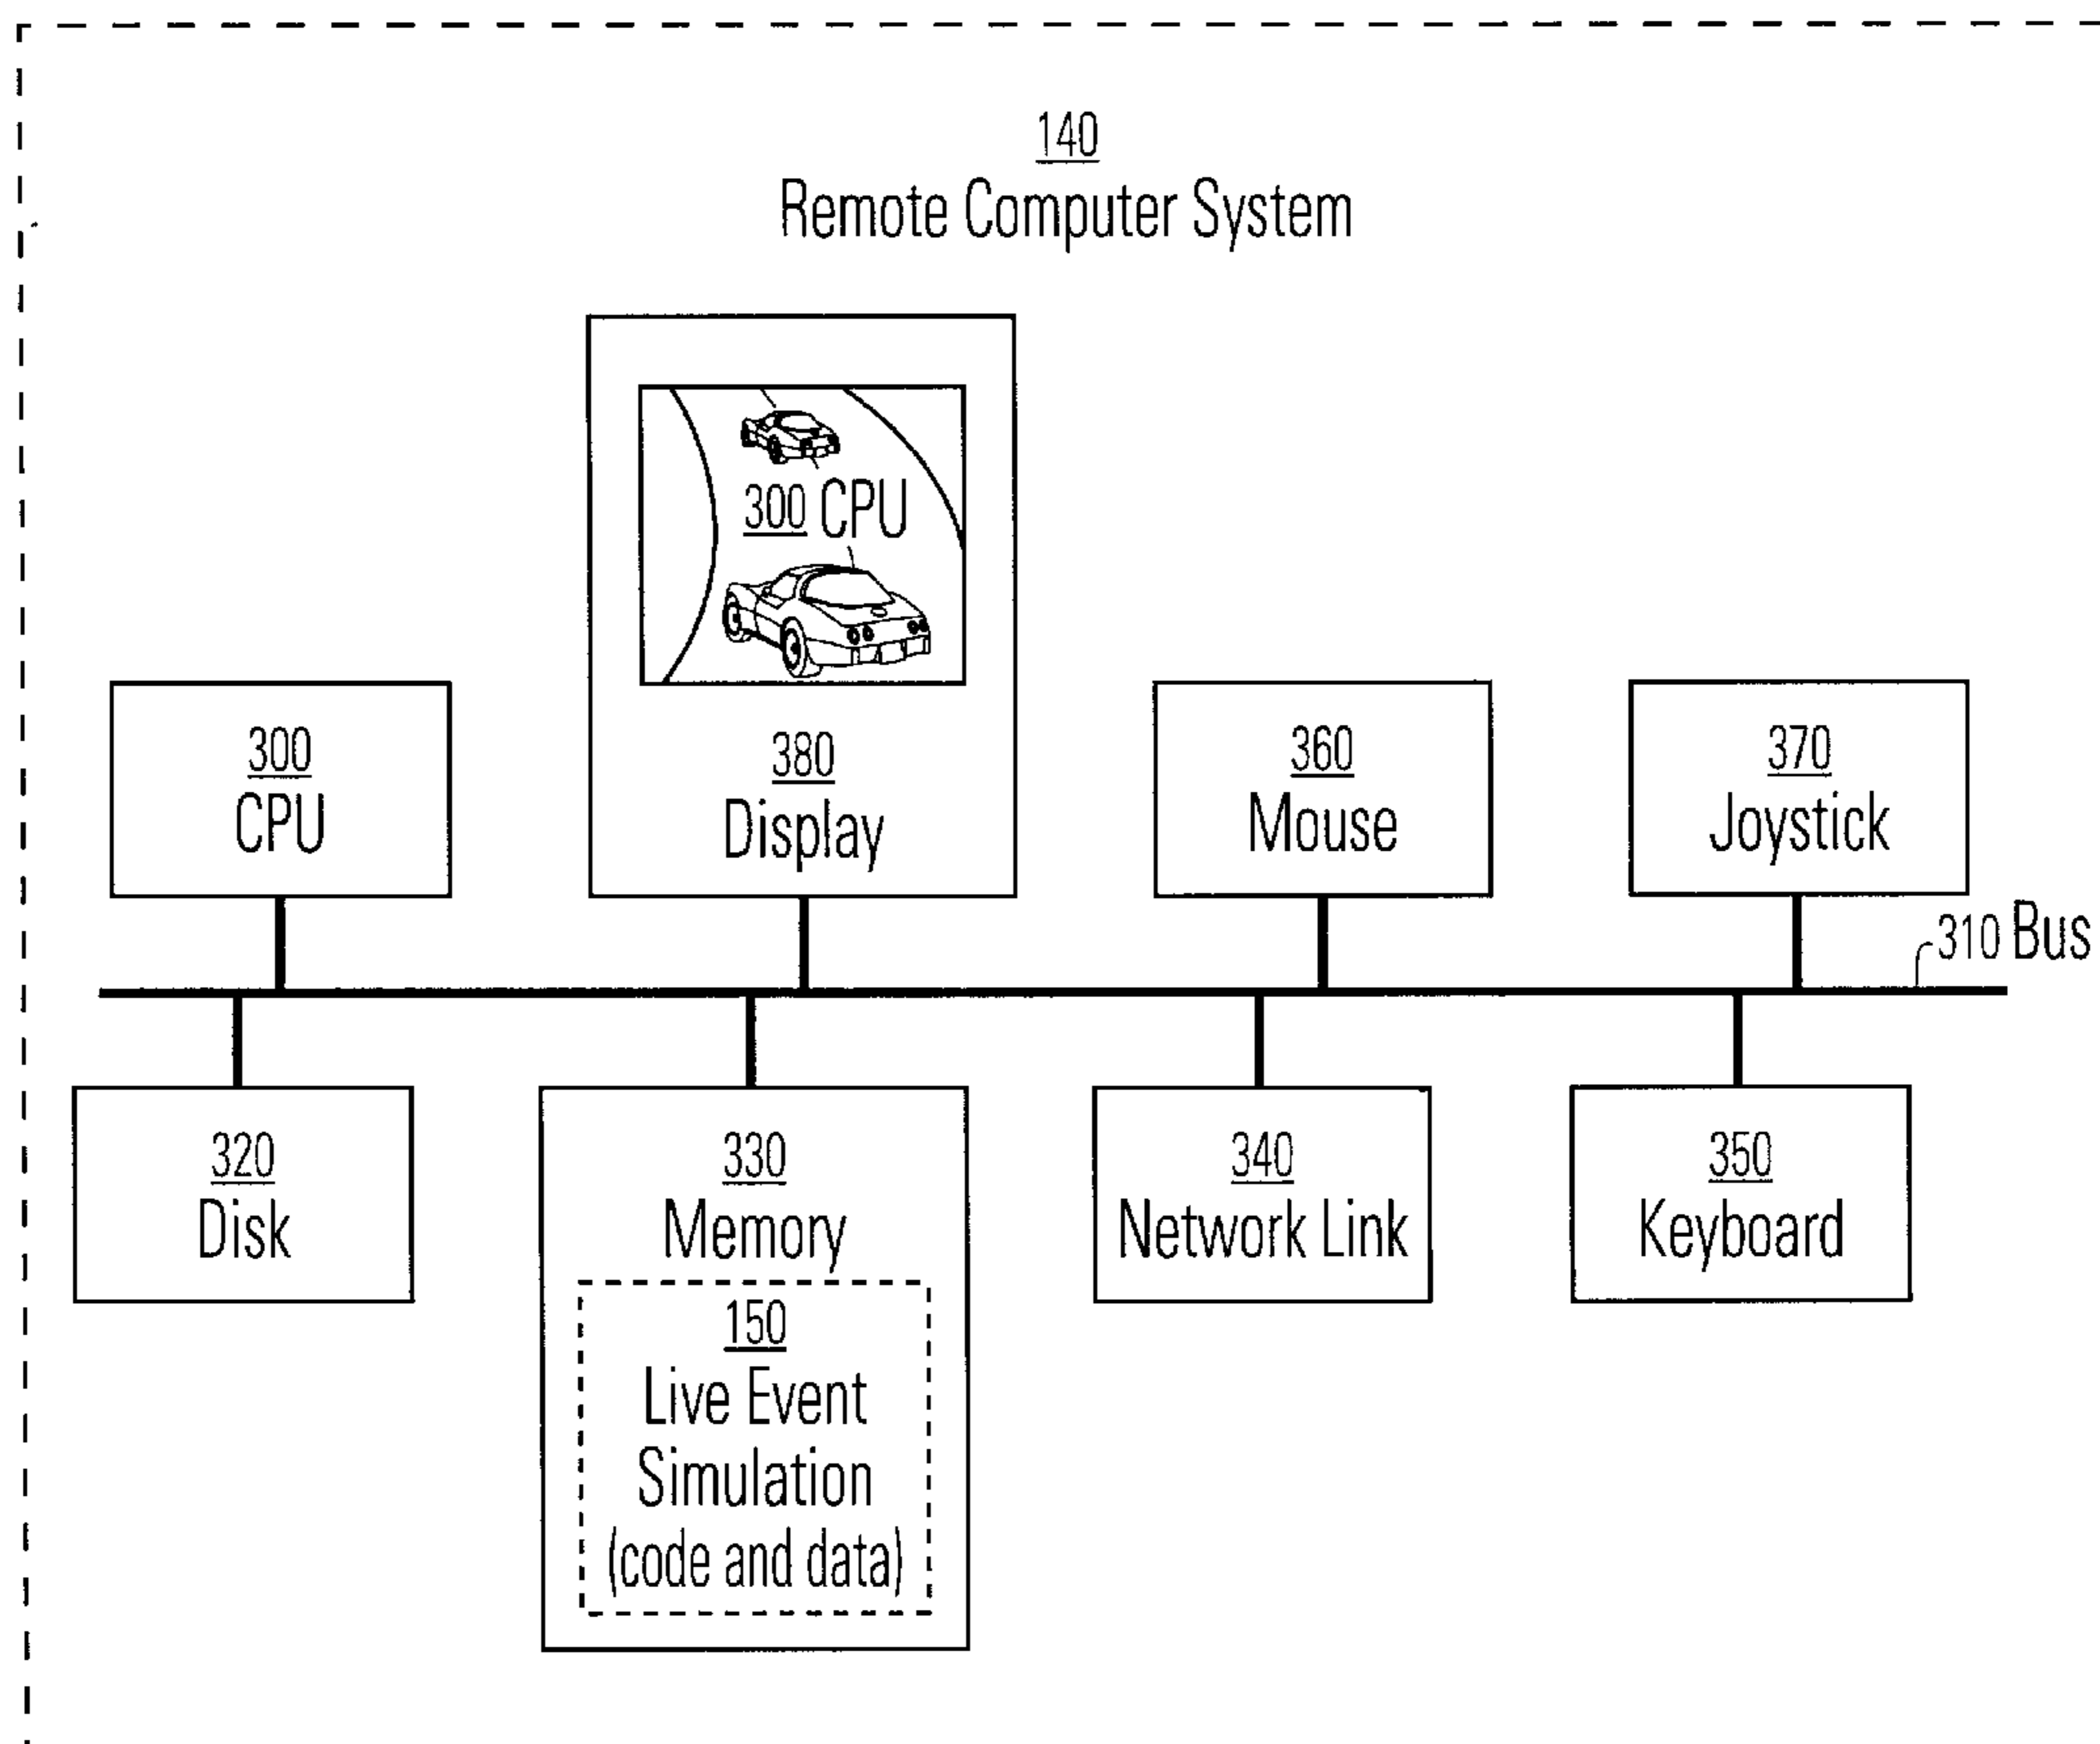 140
Remote Computer System
300 CPU
300
CPU
380
Display
360
Mouse
370
Joystick
310 Bus
320
Disk
330
Memory
150
Live Event
Simulation
(code and data)
340
Network Link
350
Keyboard